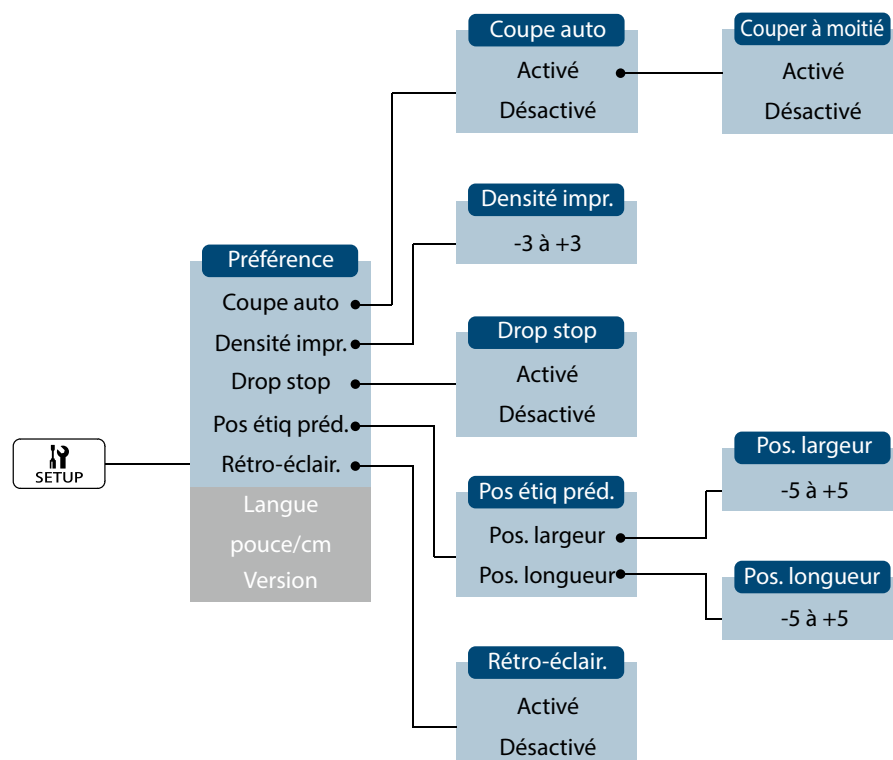 SETUP
Préférence
Coupe auto
Densité impr.
Drop stop
Pos étiq préd.
Rétro-éclair.
Langue
pouce/cm
Version
Coupe auto
Activé
Désactivé
Couper à moitié
Activé
Désactivé
Densité impr.
-3 à +3
Drop stop
Activé
Désactivé
Pos étiq préd.
Pos. largeur
Pos. longueur
Pos. largeur
-5 à +5
Pos. longueur
-5 à +5
Rétro-éclair.
Activé
Désactivé